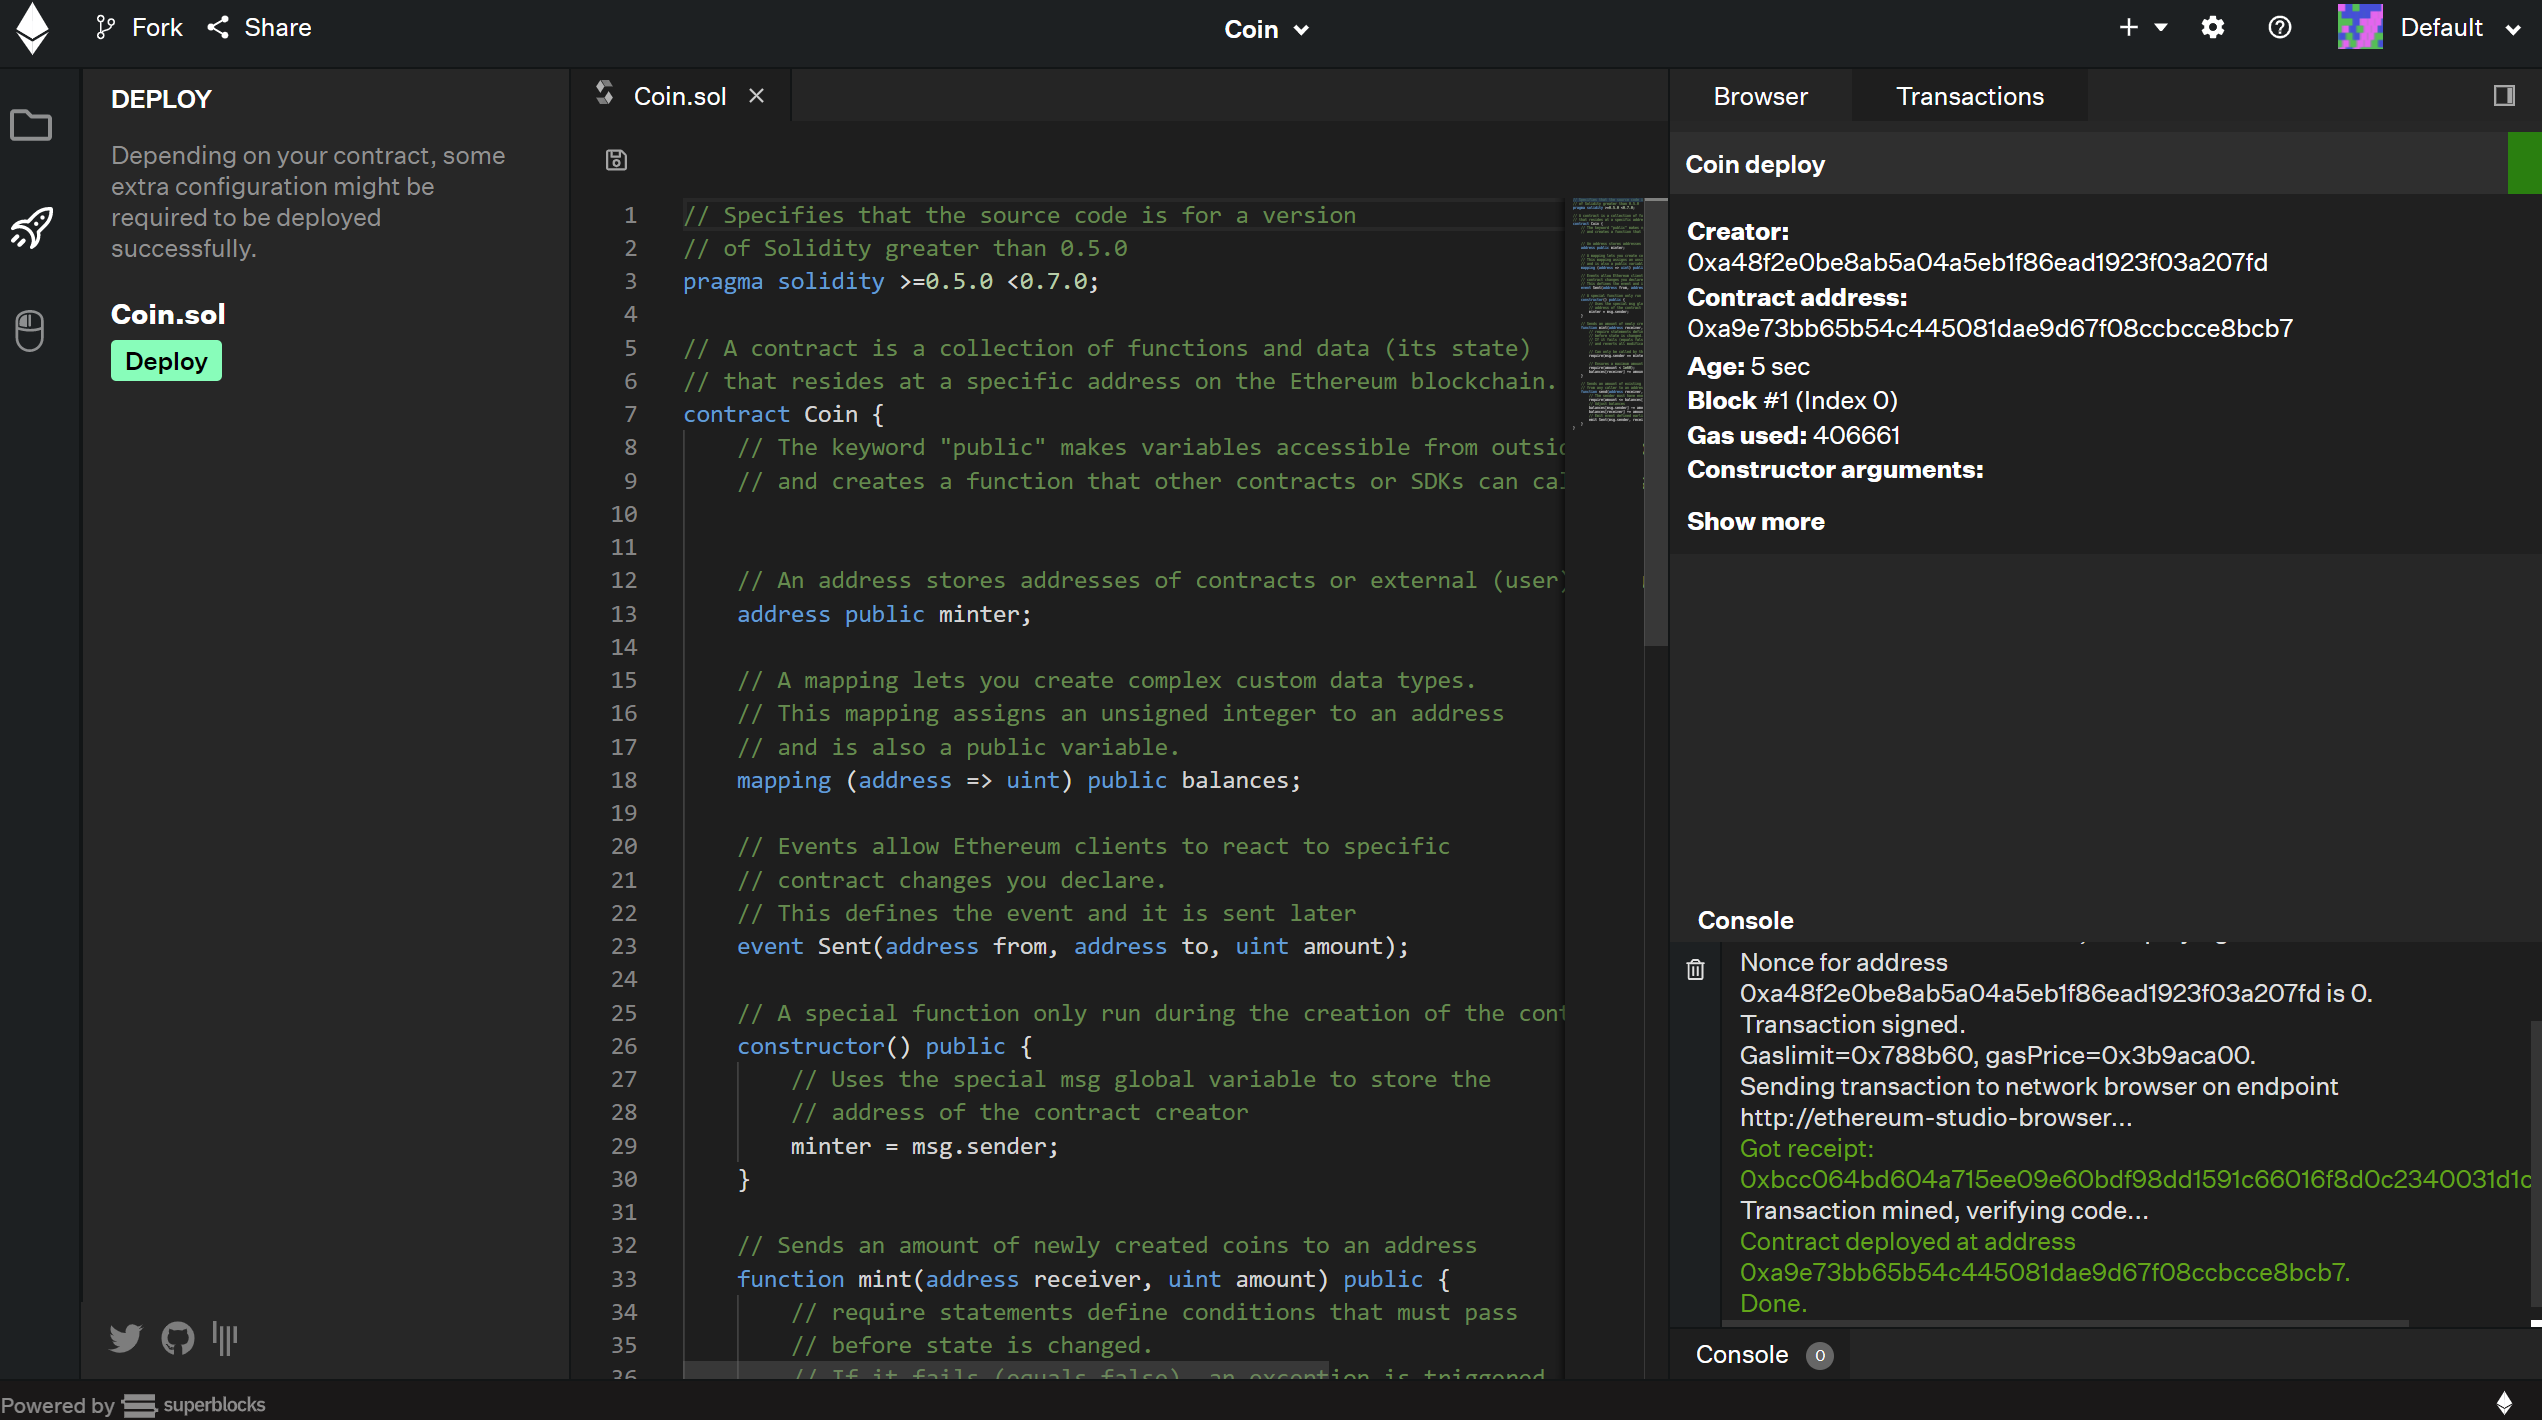 Fork
Share
Coin
Default
DEPLOY
Depending on your contract, some
extra configuration might be
required to be deployed
successfully.
Coin.sol
Deploy
Powered by superblocks
Coin.sol
1 // Specifies that the source code is for a version
2 // of Solidity greater than 0.5.0
3 pragma solidity >=0.5.0 <0.7.0;
4
5 // A contract is a collection of functions and data (its state)
6 // that resides at a specific address on the Ethereum blockchain.
7 contract Coin {
8 // The keyword "public" makes variables accessible from outsid
9 // and creates a function that other contracts or SDKs can cal
10
11
12 // An address stores addresses of contracts or external (user)
13 address public minter;
14
15 // A mapping lets you create complex custom data types.
16 // This mapping assigns an unsigned integer to an address
17 // and is also a public variable.
18 mapping (address => uint) public balances;
19
20 // Events allow Ethereum clients to react to specific
21 // contract changes you declare.
22 // This defines the event and it is sent later
23 event Sent(address from, address to, uint amount);
24
25 // A special function only run during the creation of the cont
26 constructor() public {
27 // Uses the special msg global variable to store the
28 // address of the contract creator
29 minter = msg.sender;
30 }
31
32 // Sends an amount of newly created coins to an address
33 function mint(address receiver, uint amount) public {
34 // require statements define conditions that must pass
35 // before state is changed.
36 // If it fails (equals false), an exception is triggered
Browser
Transactions
Coin deploy
Creator:
0xa48f2e0be8ab5a04a5eb1f86ead1923f03a207fd
Contract address:
0xa9e73bb65b54c445081dae9d67f08ccbcce8bcb7
Age: 5 sec
Block #1 (Index 0)
Gas used: 406661
Constructor arguments:
Show more
Console
Nonce for address
0xa48f2e0be8ab5a04a5eb1f86ead1923f03a207fd is 0.
Transaction signed.
Gaslimit=0x788b60, gasPrice=0x3b9aca00.
Sending transaction to network browser on endpoint
http://ethereum-studio-browser...
Got receipt:
0xbcc064bd604a715ee09e60bdf98dd1591c66016f8d0c2340031d1c
Transaction mined, verifying code...
Contract deployed at address
0xa9e73bb65b54c445081dae9d67f08ccbcce8bcb7.
Done.
Console 0